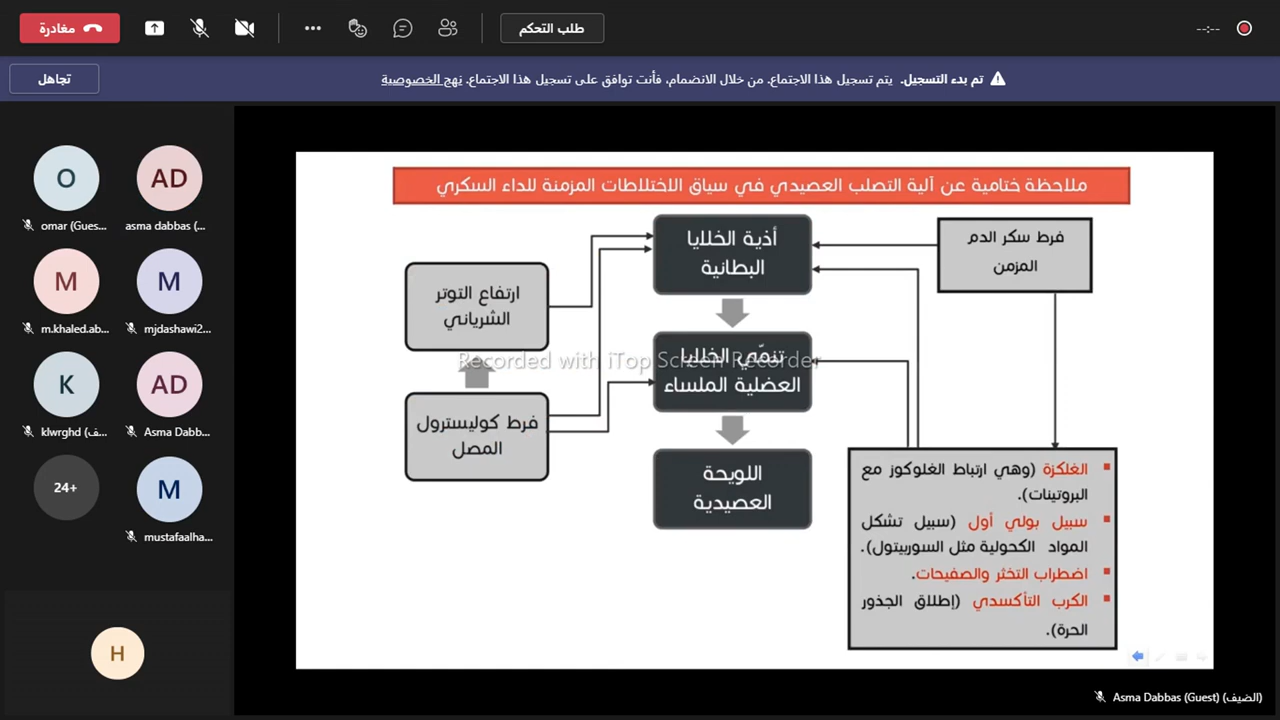 مغادرة
طلب التحكم
--:--
تم بدء التسجيل. يتم تسجيل هذا الاجتماع. من خلال الانضمام، فأنت توافق على تسجيل هذا الاجتماع. نهج الخصوصية
تجاهل
O
AD
omar (Gues...
asma dabbas (...
M
M
m.khaled.ab...
mjdashawi2...
K
AD
klwrghd (ف...
Asma Dabb...
24+
M
mustafaalha...
H
ملاحظة ختامية عن آلية التصلب العصيدي في سياق الاختلاطات المزمنة للداء السكري
فرط سكر الدم
المزمن
أذية الخلايا
البطانية
ارتفاع التوتر
الشرياني
تنمّي الخلايا
العضلية الملساء
Recorded with iTop Screen Recorder
فرط كوليسترول
المصل
اللويحة
العصيدية
الغلكزة (وهي ارتباط الغلوكوز مع
البروتينات).
سبيل بولي أول (سبيل تشكل
المواد الكحولية مثل السوربيتول).
اضطراب التخثر والصفيحات.
الكرب التأكسدي (إطلاق الجذور
الحرة).
Asma Dabbas (Guest) (الضيف)